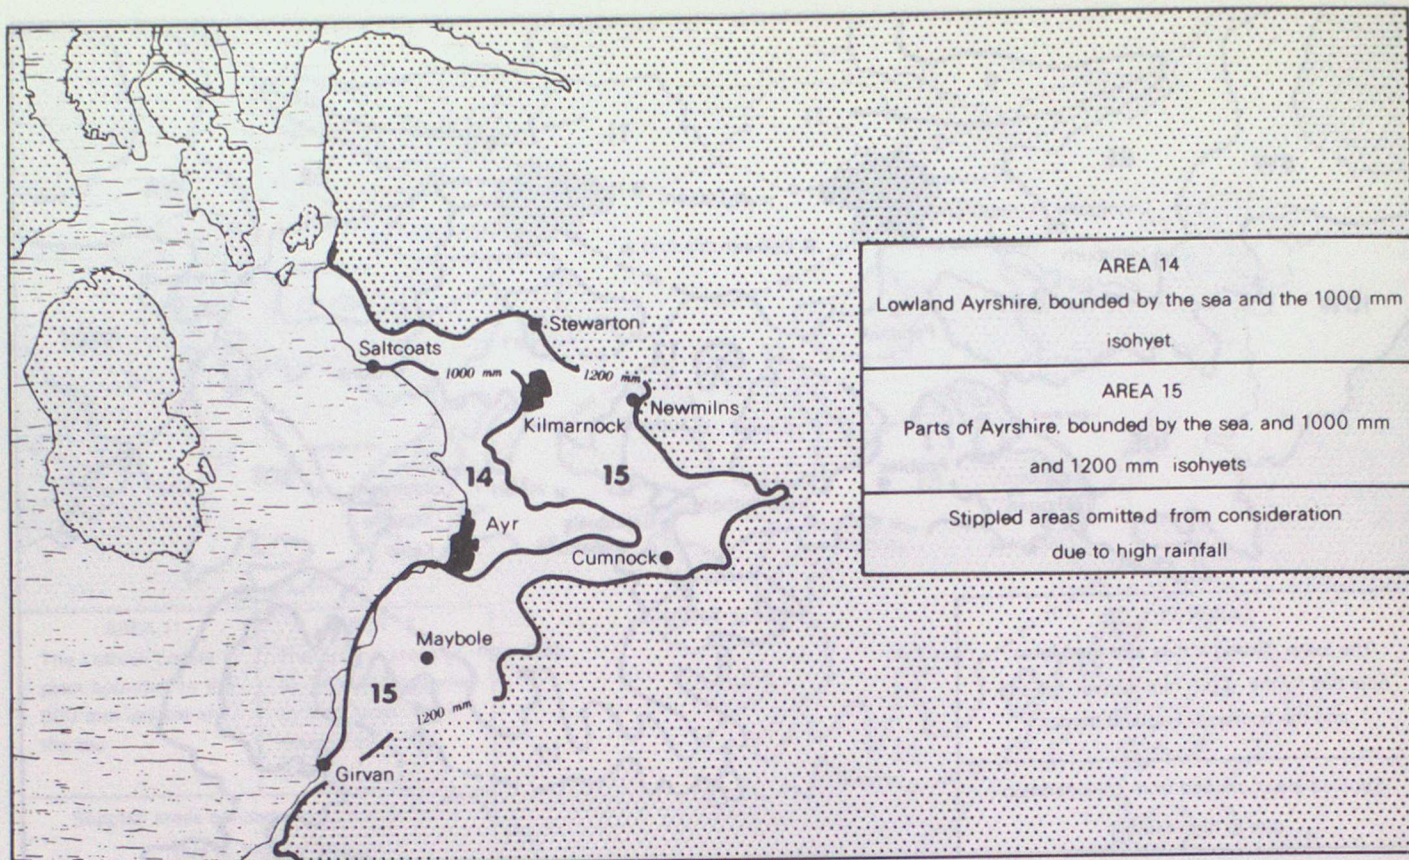 AREA 14
Lowland Ayrshire, bounded by the sea and the 1000 mm
isohyet
AREA 15
Parts of Ayrshire, bounded by the sea, and 1000 mm
and 1200 mm isohyets
Stippled areas omitted from consideration
due to high rainfall
Stewarton
Saltcoats
1000 mm
1200 mm
Newmilns
Kilmarnock
14
15
Ayr
Cumnock
Maybole
15
1200 mm
Girvan